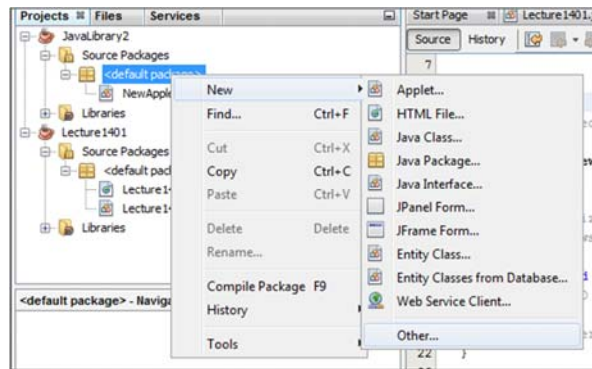 Projects Files Services
JavaLibrary2
Source Packages
<default package>
NewApple
Libraries
Lecture1401
Source Packages
<default pac
Lecture1
Lecture1
Libraries
<default package> - Naviga
New
Find... Ctrl+F
Cut Ctrl-X
Copy Ctrl+C
Paste Ctrl+V
Delete Delete
Rename...
Compile Package F9
History
Tools
Applet...
HTML File...
Java Class...
Java Package...
Java Interface...
JPanel Form...
JFrame Form...
Entity Class...
Entity Classes from Database...
Web Service Client...
Other...
Start Page Lecture1401.j
Source History
7
22 }